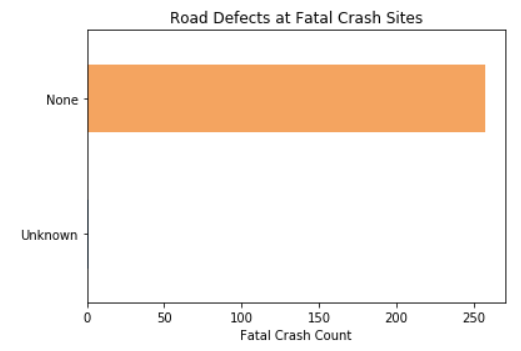 Road Defects at Fatal Crash Sites
None
Unknown
0 50 100 150 200 250
Fatal Crash Count